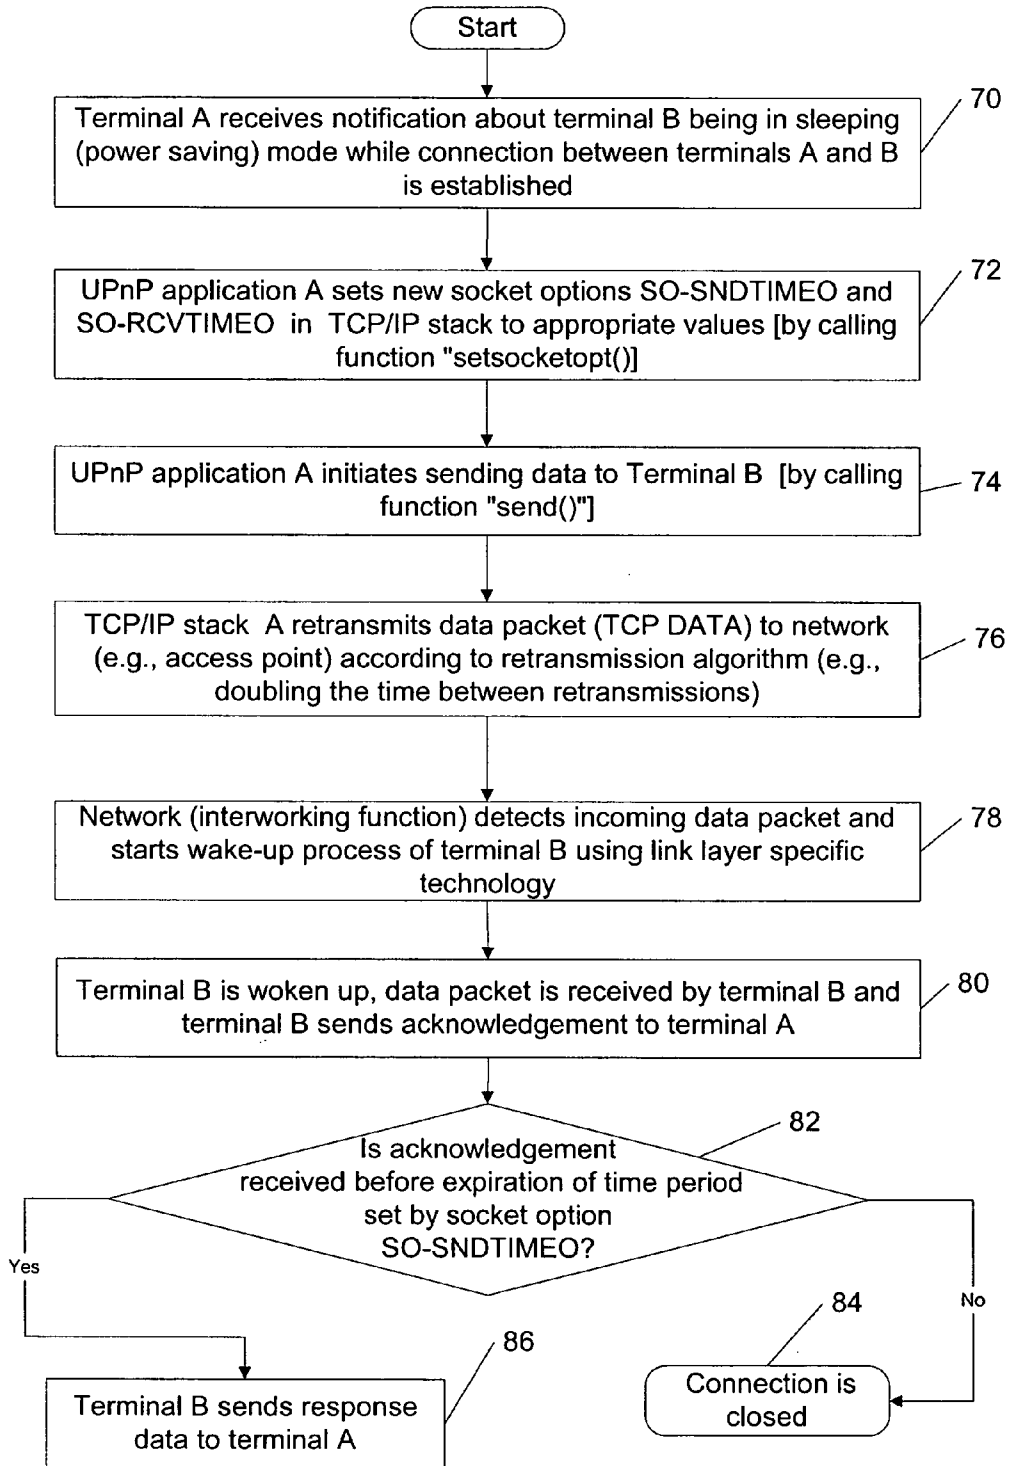 Start
70
Terminal A receives notification about terminal B being in sleeping
(power saving) mode while connection between terminals A and B
is established
72
UPnP application A sets new socket options SO-SNDTIMEO and
SO-RCVTIMEO in TCP/IP stack to appropriate values [by calling
function "setsocketopt()]
UPnP application A initiates sending data to Terminal B [by calling
function "send()"]
74
TCP/IP stack A retransmits data packet (TCP DATA) to network
(e.g., access point) according to retransmission algorithm (e.g.,
doubling the time between retransmissions)
76
Network (interworking function) detects incoming data packet and
starts wake-up process of terminal B using link layer specific
technology
78
Terminal B is woken up, data packet is received by terminal B and
terminal B sends acknowledgement to terminal A
80
82
Is acknowledgement
received before expiration of time period
set by socket option
SO-SNDTIMEO?
Yes
No
84
86
Connection is
closed
Terminal B sends response
data to terminal A